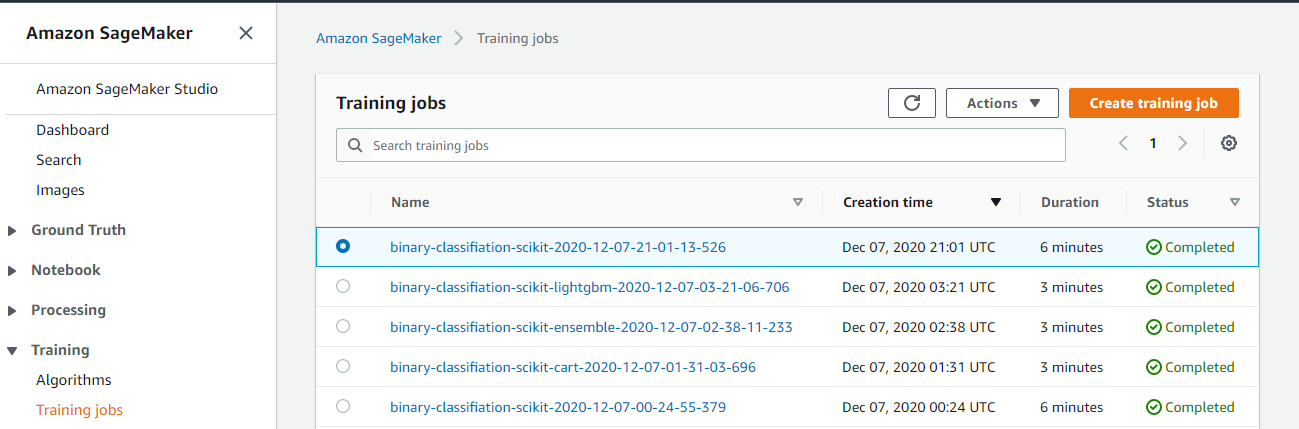 Amazon SageMaker
Amazon SageMaker Studio
Dashboard
Search
Images
Ground Truth
Notebook
Processing
Training
Algorithms
Training jobs
Amazon SageMaker Training jobs
Training jobs
Actions
Create training job
Search training jobs
1
Name Creation time Duration Status
binary-classifiation-scikit-2020-12-07-21-01-13-526 Dec 07, 2020 21:01 UTC 6 minutes Completed
binary-classifiation-scikit-lightgbm-2020-12-07-03-21-06-706 Dec 07, 2020 03:21 UTC 3 minutes Completed
binary-classifiation-scikit-ensemble-2020-12-07-02-38-11-233 Dec 07, 2020 02:38 UTC 3 minutes Completed
binary-classifiation-scikit-cart-2020-12-07-01-31-03-696 Dec 07, 2020 01:31 UTC 3 minutes Completed
binary-classifiation-scikit-2020-12-07-00-24-55-379 Dec 07, 2020 00:24 UTC 6 minutes Completed